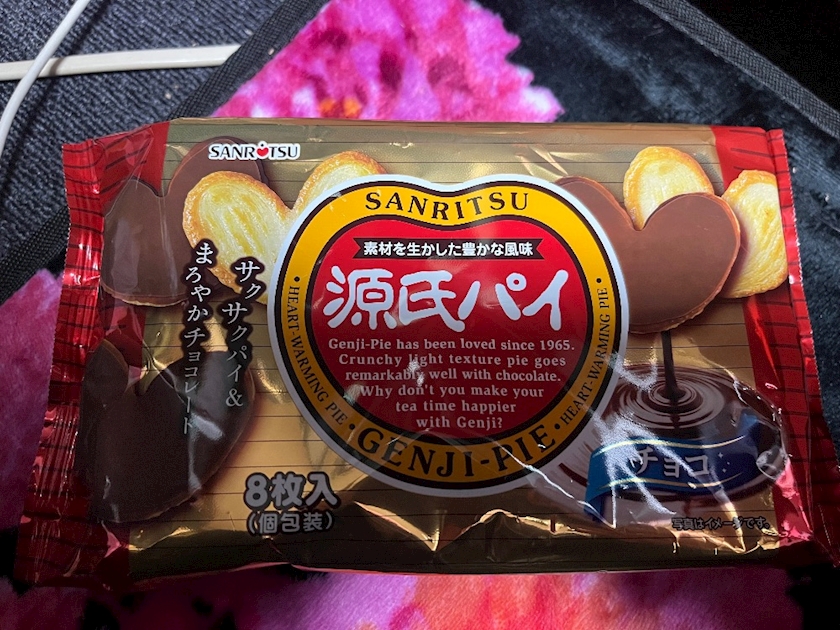 SANRITSU
SANRITSU
素材を生かした豊かな風味
源氏パイ
Genji-Pie has been loved since 1965.
Crunchy light texture pie goes
remarkably well with chocolate.
Why don't you make your
tea time happier
with Genji?
・HEART-WARMING PIE・
GENJI-PIE
・HEART-WARMING PIE・
サクサクパイ&
まろやかチョコレート
8枚入
(個包装)
チョコ
写真はイメージです。